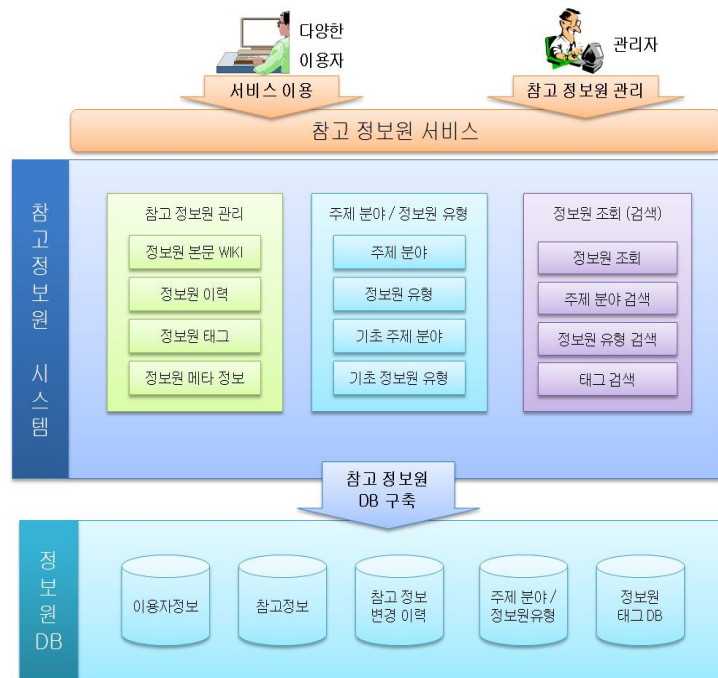 다양한
이용자
관리자
서비스 이용
참고 정보원 관리
참고 정보원 서비스
참고정보원 시스템
참고 정보원 관리
정보원 본문 WIKI
정보원 이력
정보원 태그
정보원 메타 정보
주제 분야 / 정보원 유형
주제 분야
정보원 유형
기초 주제 분야
기초 정보원 유형
정보원 조회 (검색)
정보원 조회
주제 분야 검색
정보원 유형 검색
태그 검색
참고 정보원
DB 구축
정보원 DB
이용자정보
참고정보
참고 정보
변경 이력
주제 분야 /
정보원유형
정보원
태그 DB